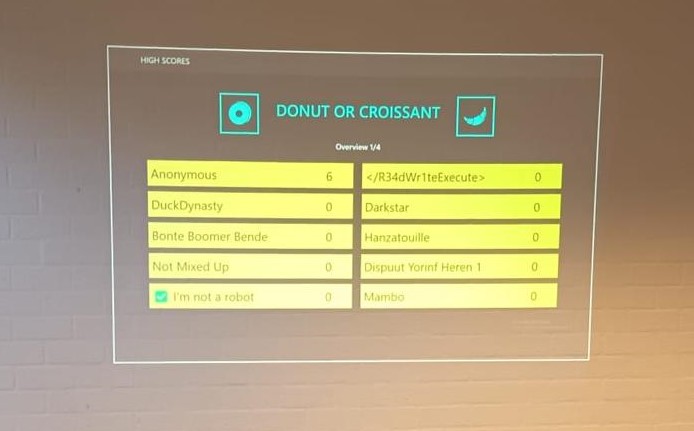 HIGH SCORES
DONUT OR CROISSANT
Overview 1/4
Anonymous 6
</R34dWr1teExecute> 0
DuckDynasty 0
Darkstar 0
Bonte Boomer Bende 0
Hanzatouille 0
Not Mixed Up 0
Dispuut Yorinf Heren 1 0
I'm not a robot 0
Mambo 0